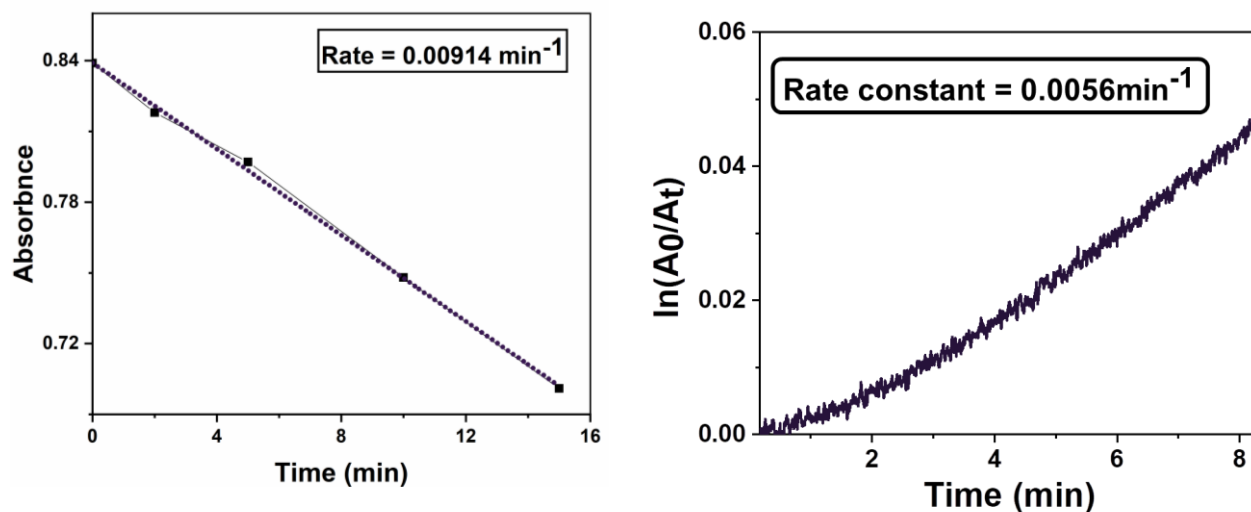 Rate = 0.00914 min⁻¹
0.84
0.78
0.72
Absorbnce
0 4 8 12 16
Time (min)
Rate constant = 0.0056min⁻¹
0.06
0.04
0.02
0.00
ln(A0/At)
2 4 6 8
Time (min)